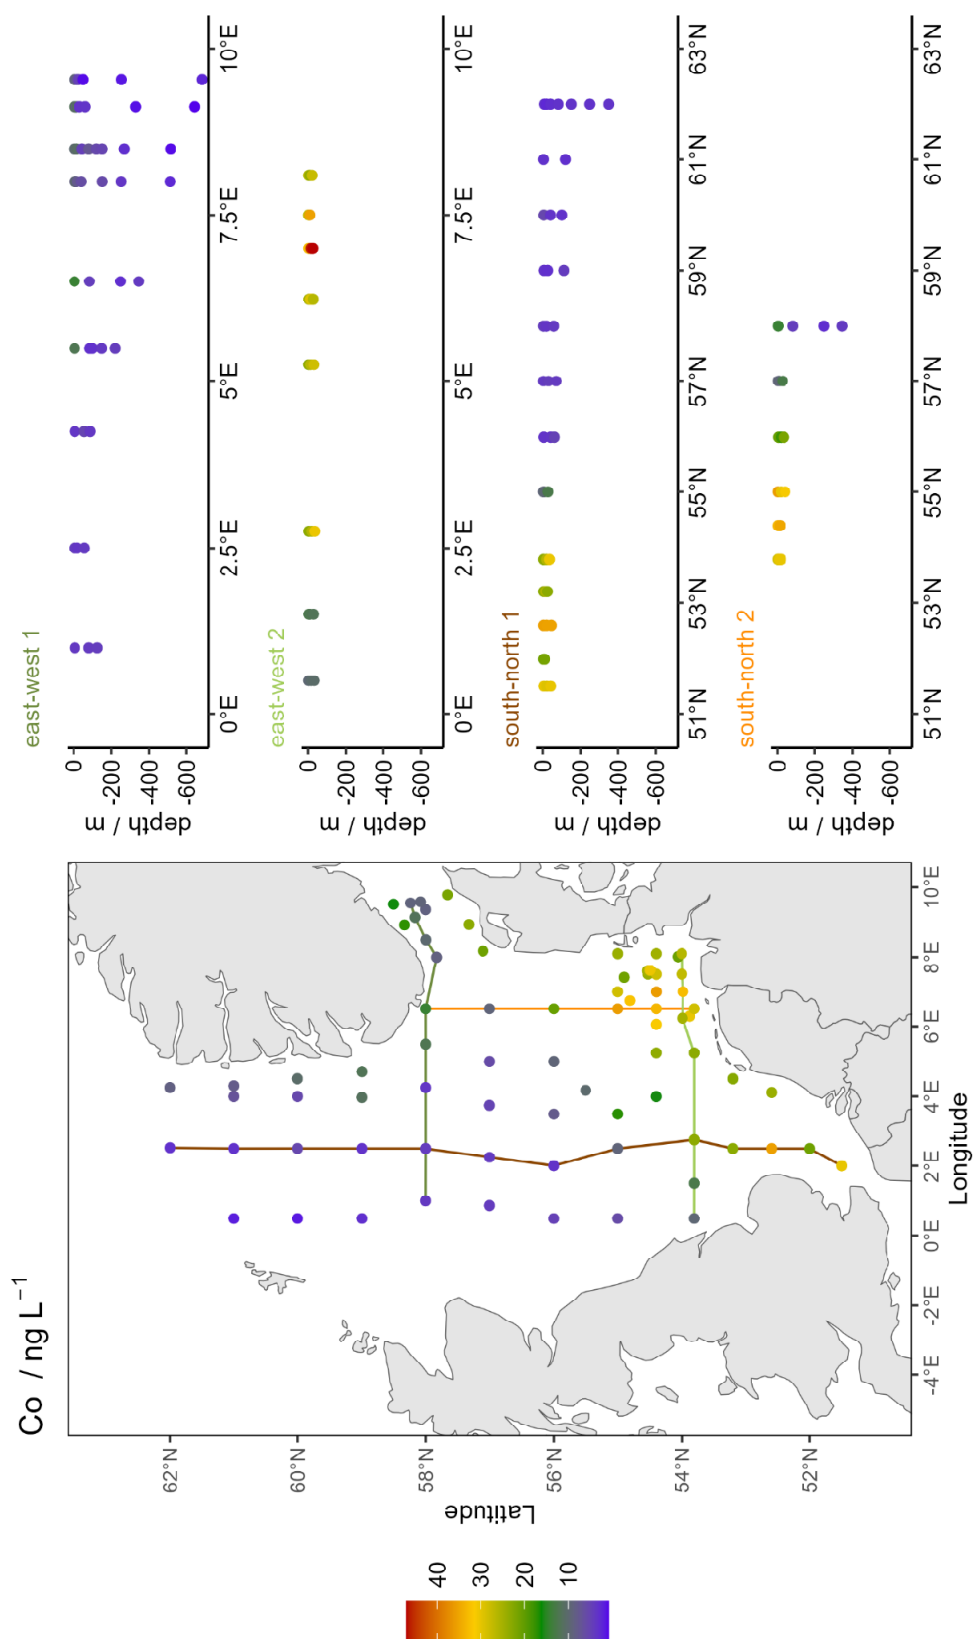 Co / ng L⁻¹
62°N
60°N
58°N
56°N
54°N
52°N
Latitude
-4°E
-2°E
0°E
2°E
4°E
6°E
8°E
10°E
Longitude
40
30
20
10
east-west 1
0
-200
-400
-600
depth / m
0°E
2.5°E
5°E
7.5°E
10°E
east-west 2
0
-200
-400
-600
depth / m
0°E
2.5°E
5°E
7.5°E
10°E
south-north 1
0
-200
-400
-600
depth / m
51°N
53°N
55°N
57°N
59°N
61°N
63°N
south-north 2
0
-200
-400
-600
depth / m
51°N
53°N
55°N
57°N
59°N
61°N
63°N